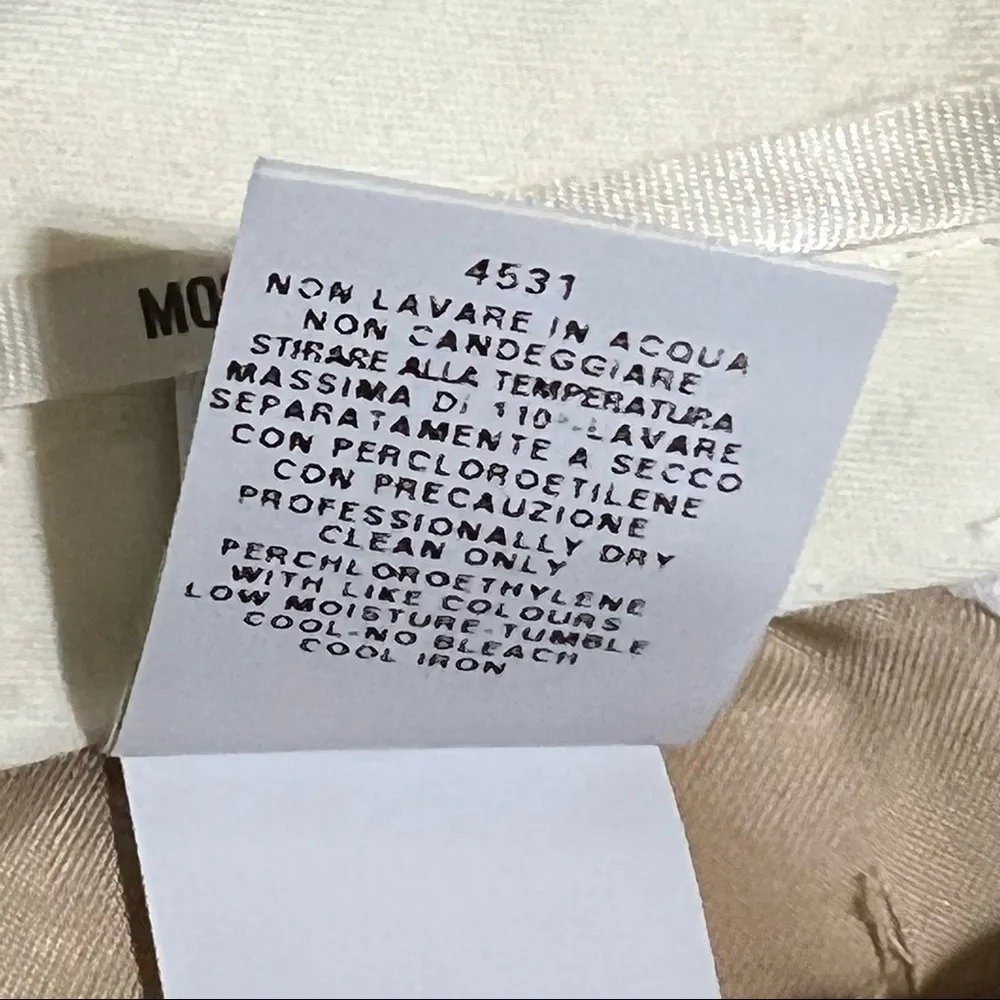 4531
NON LAVARE IN ACQUA
NON CANDEGGIARE
STIRARE ALLA TEMPERATURA
MASSIMA DI 110°-LAVARE
SEPARATAMENTE A SECCO
CON PERCLOROETILENE
CON PRECAUZIONE
PROFESSIONALLY DRY
CLEAN ONLY
PERCHLOROETHYLENE
WITH LIKE COLOURS
LOW MOISTURE-TUMBLE
COOL-NO BLEACH
COOL IRON
MO